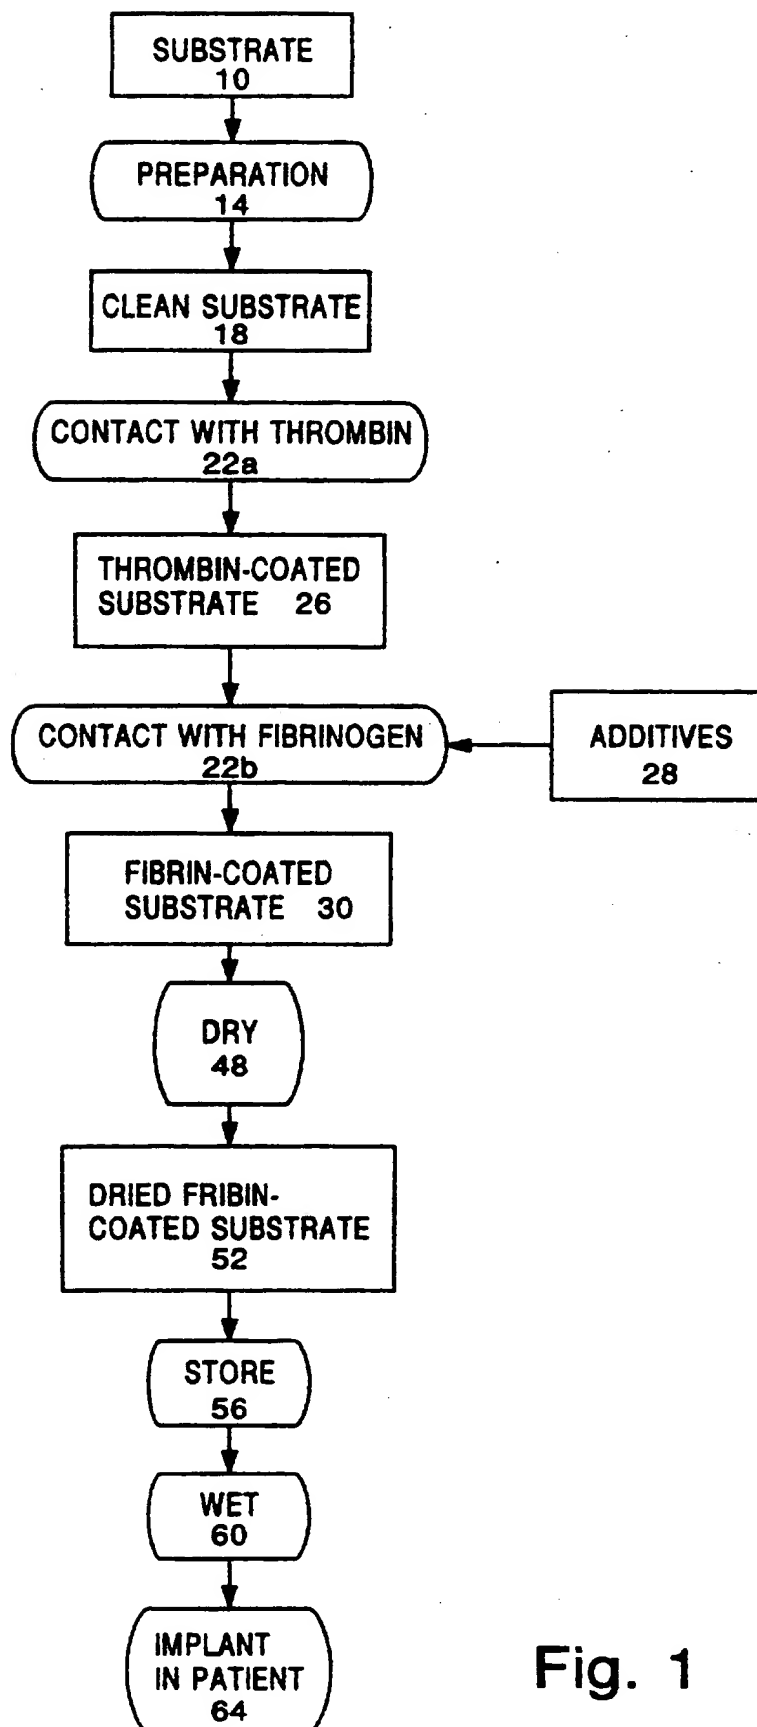 SUBSTRATE
10
PREPARATION
14
CLEAN SUBSTRATE
18
CONTACT WITH THROMBIN
22a
THROMBIN-COATED
SUBSTRATE 26
CONTACT WITH FIBRINOGEN
22b
ADDITIVES
28
FIBRIN-COATED
SUBSTRATE 30
DRY
48
DRIED FRIBIN-
COATED SUBSTRATE
52
STORE
56
WET
60
IMPLANT
IN PATIENT
64
Fig. 1